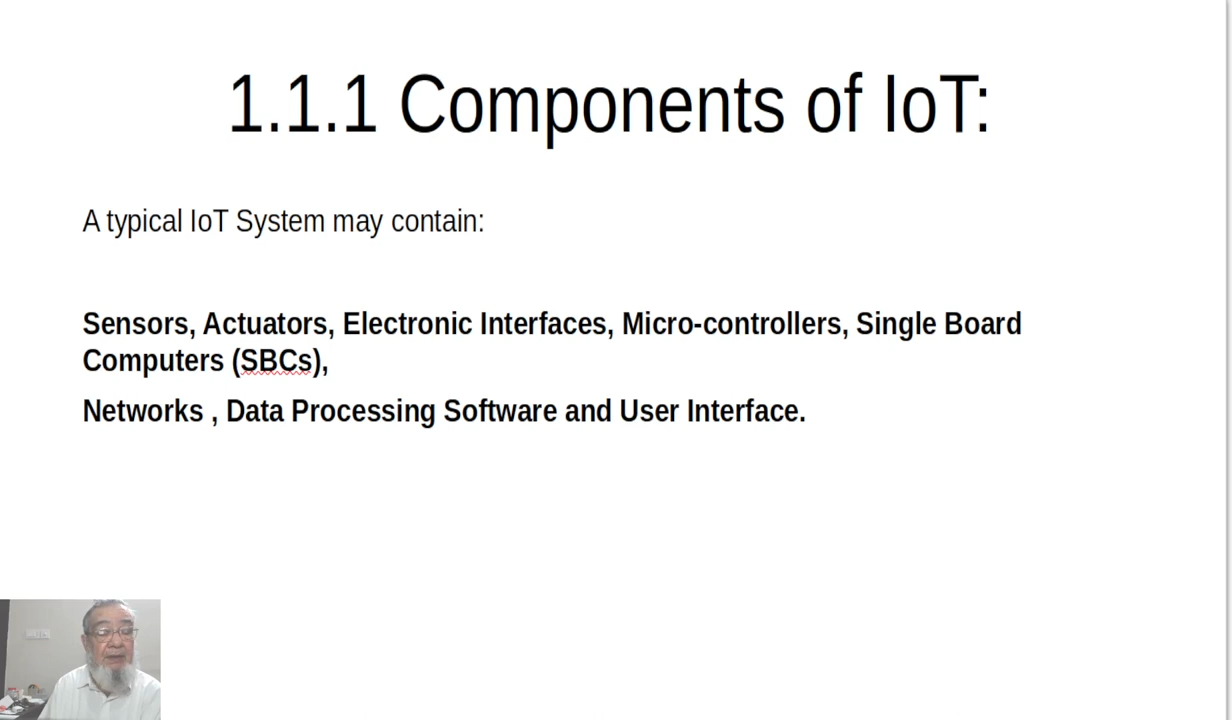 1.1.1 Components of IoT:
A typical IoT System may contain:
Sensors, Actuators, Electronic Interfaces, Micro-controllers, Single Board
Computers (SBCs),
Networks , Data Processing Software and User Interface.